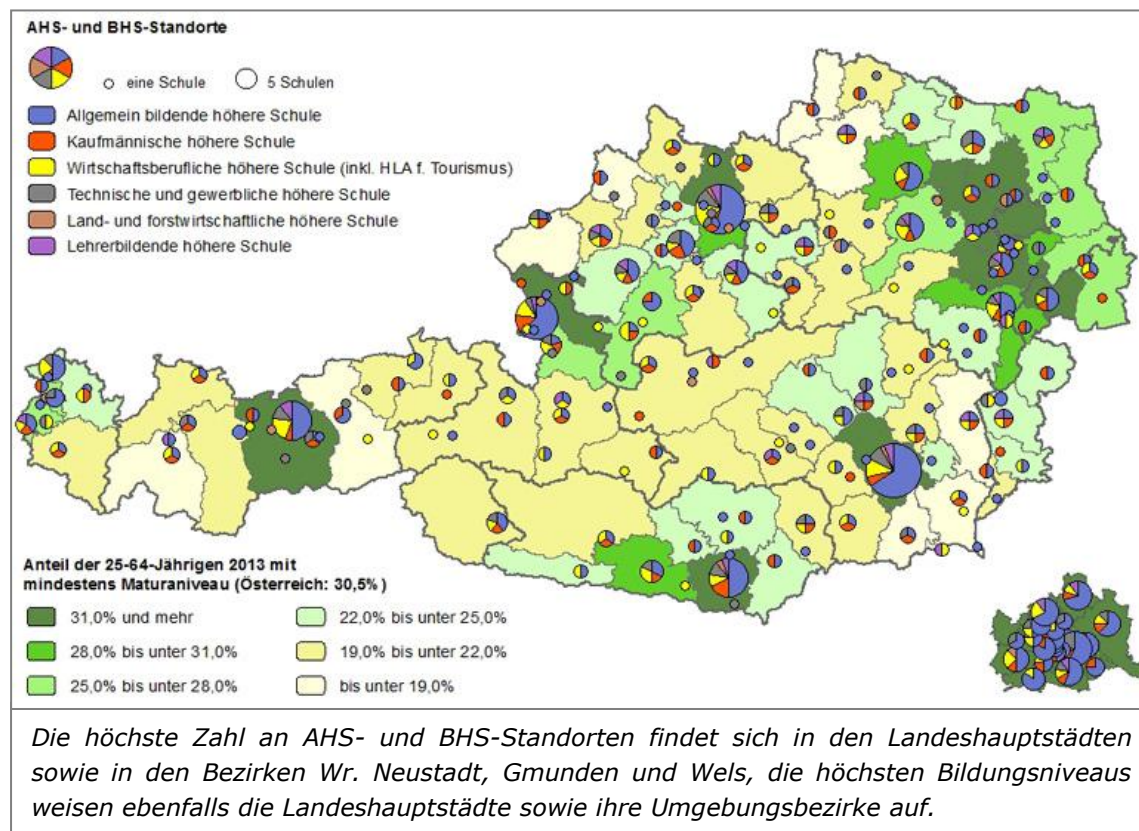 AHS- und BHS-Standorte
eine Schule
5 Schulen
Allgemein bildende höhere Schule
Kaufmännische höhere Schule
Wirtschaftsberufliche höhere Schule (inkl. HLA f. Tourismus)
Technische und gewerbliche höhere Schule
Land- und forstwirtschaftliche höhere Schule
Lehrerbildende höhere Schule
Anteil der 25-64-Jährigen 2013 mit
mindestens Maturaniveau (Österreich: 30,5% )
31,0% und mehr
22,0% bis unter 25,0%
28,0% bis unter 31,0%
19,0% bis unter 22,0%
25,0% bis unter 28,0%
bis unter 19,0%
Die höchste Zahl an AHS- und BHS-Standorten findet sich in den Landeshauptstädten
sowie in den Bezirken Wr. Neustadt, Gmunden und Wels, die höchsten Bildungsniveaus
weisen ebenfalls die Landeshauptstädte sowie ihre Umgebungsbezirke auf.